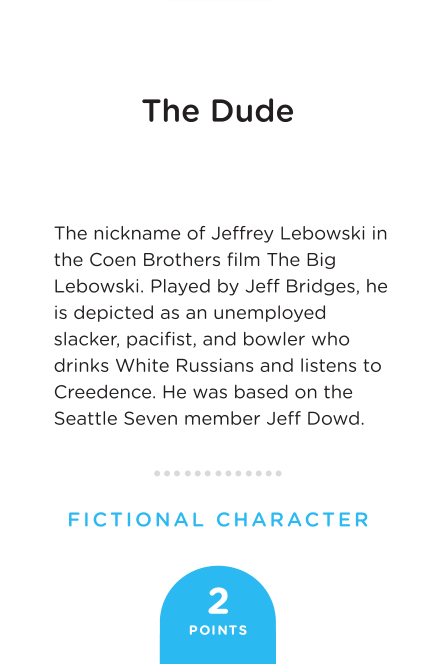 The Dude
The nickname of Jeffrey Lebowski in
the Coen Brothers film The Big
Lebowski. Played by Jeff Bridges, he
is depicted as an unemployed
slacker, pacifist, and bowler who
drinks White Russians and listens to
Creedence. He was based on the
Seattle Seven member Jeff Dowd.
FICTIONAL CHARACTER
2
POINTS